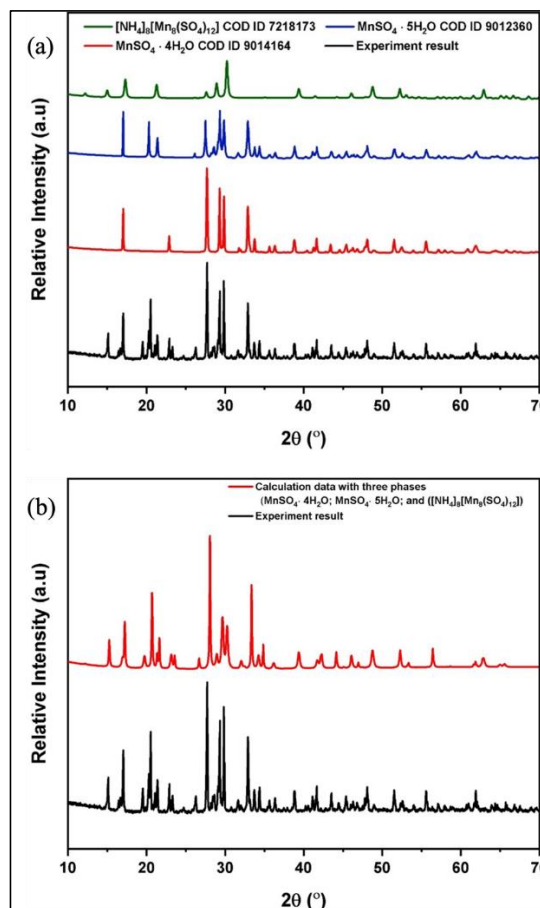 (a)
[NH4]8[Mn8(SO4)12] COD ID 7218173
MnSO4 · 5H2O COD ID 9012360
MnSO4 · 4H2O COD ID 9014164
Experiment result
Relative Intensity (a.u)
10 20 30 40 50 60 70
2θ (°)
(b)
Calculation data with three phases
(MnSO4· 4H2O; MnSO4· 5H2O; and ([NH4]8[Mn8(SO4)12])
Experiment result
Relative Intensity (a.u)
10 20 30 40 50 60 70
2θ (°)